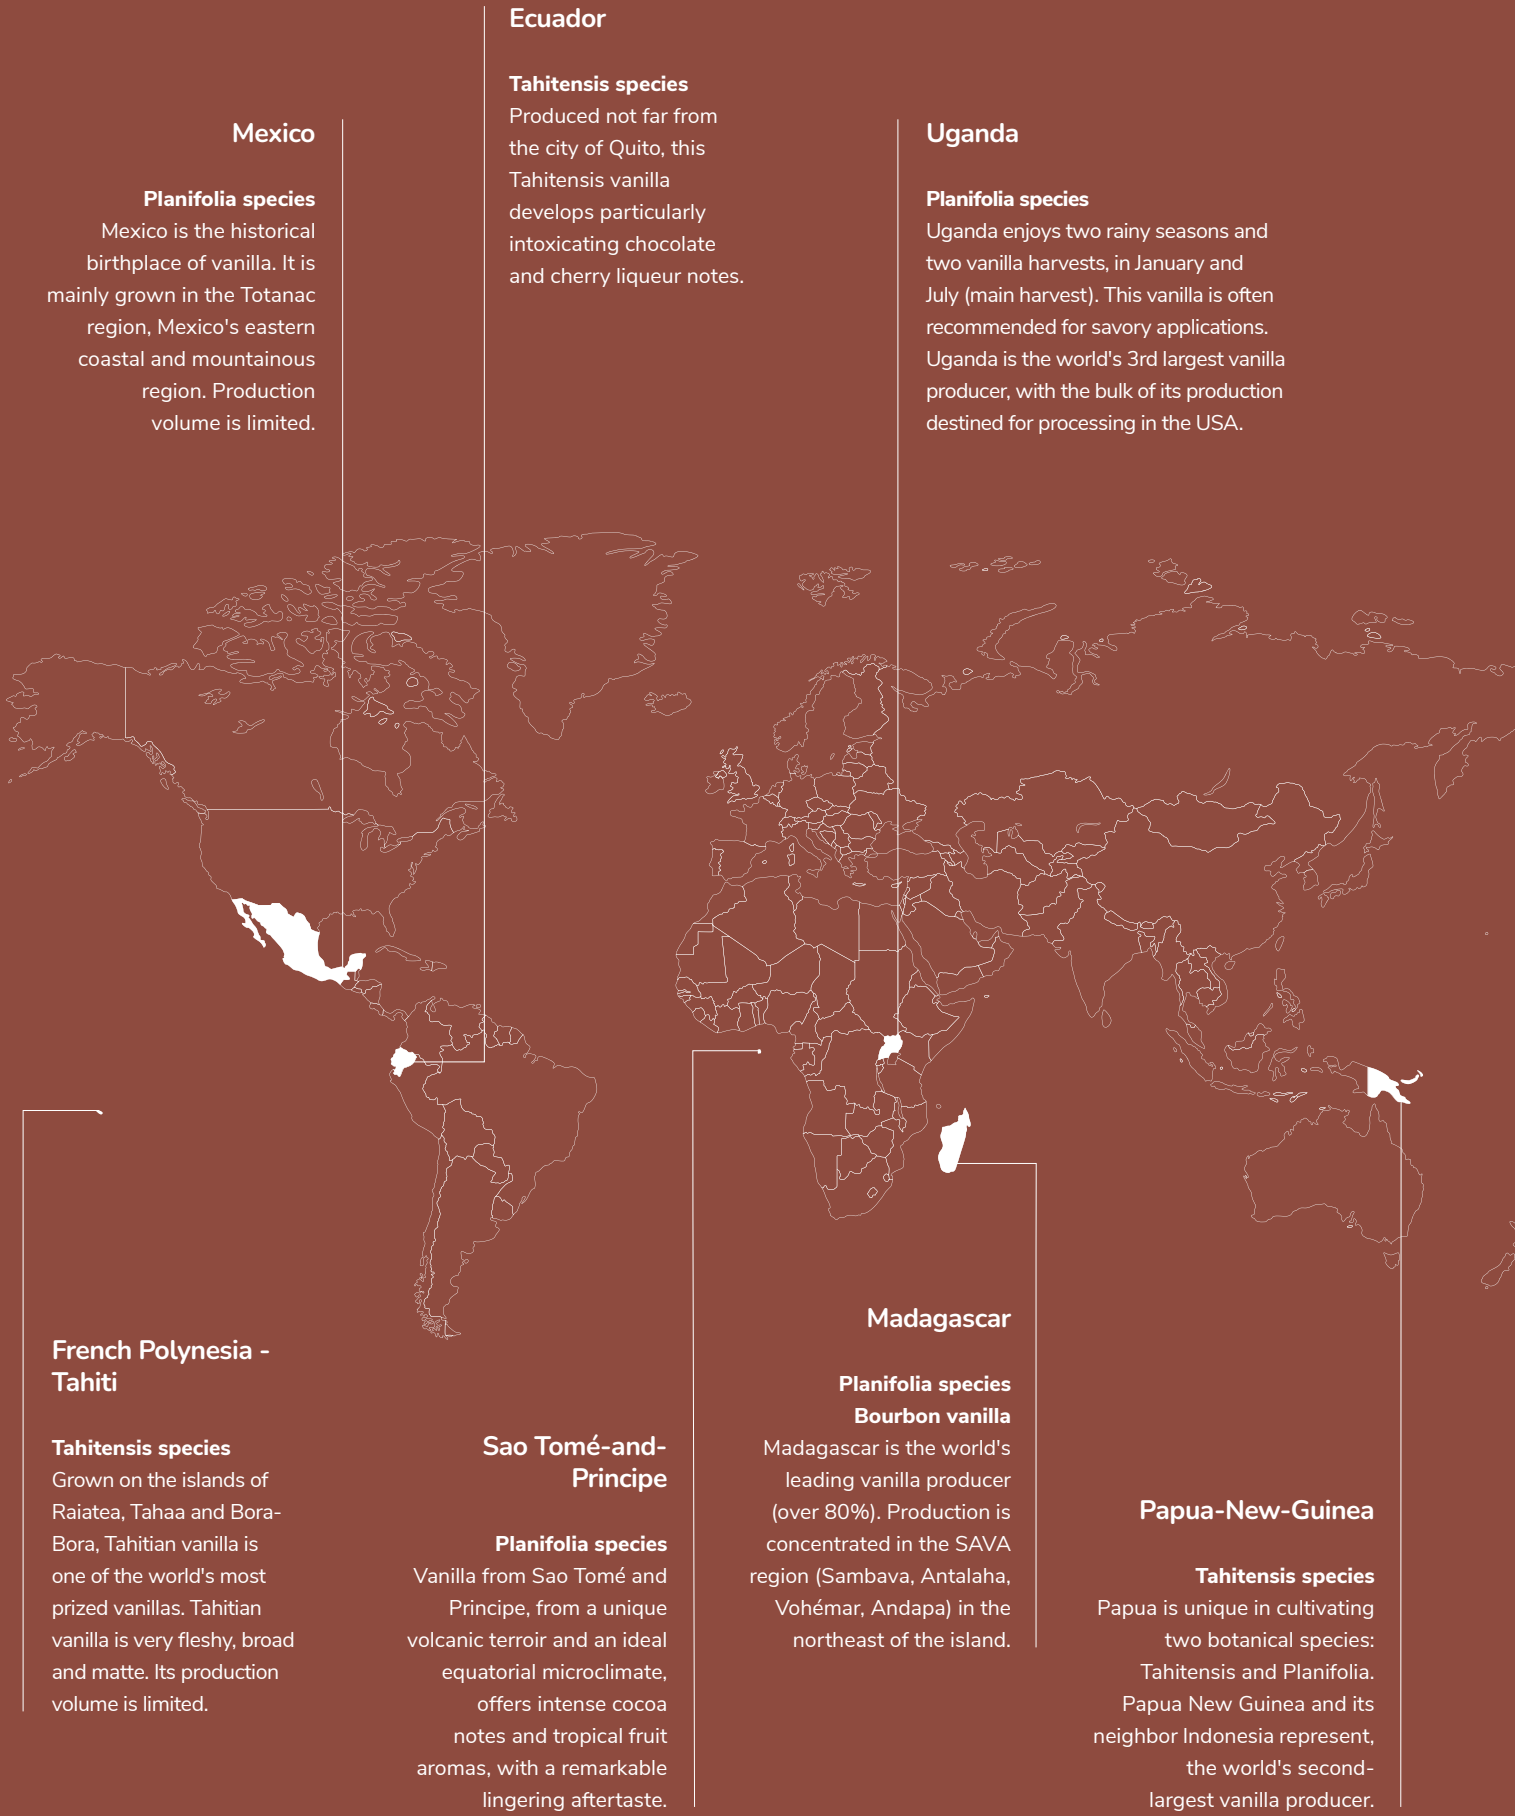 Ecuador
Tahitensis species
Produced not far from
the city of Quito, this
Tahitensis vanilla
develops particularly
intoxicating chocolate
and cherry liqueur notes.
Mexico
Planifolia species
Mexico is the historical
birthplace of vanilla. It is
mainly grown in the Totanac
region, Mexico's eastern
coastal and mountainous
region. Production
volume is limited.
Uganda
Planifolia species
Uganda enjoys two rainy seasons and
two vanilla harvests, in January and
July (main harvest). This vanilla is often
recommended for savory applications.
Uganda is the world's 3rd largest vanilla
producer, with the bulk of its production
destined for processing in the USA.
French Polynesia -
Tahiti
Tahitensis species
Grown on the islands of
Raiatea, Tahaa and Bora-
Bora, Tahitian vanilla is
one of the world's most
prized vanillas. Tahitian
vanilla is very fleshy, broad
and matte. Its production
volume is limited.
Sao Tomé-and-
Principe
Planifolia species
Vanilla from Sao Tomé and
Principe, from a unique
volcanic terroir and an ideal
equatorial microclimate,
offers intense cocoa
notes and tropical fruit
aromas, with a remarkable
lingering aftertaste.
Madagascar
Planifolia species
Bourbon vanilla
Madagascar is the world's
leading vanilla producer
(over 80%). Production is
concentrated in the SAVA
region (Sambava, Antalaha,
Vohémar, Andapa) in the
northeast of the island.
Papua-New-Guinea
Tahitensis species
Papua is unique in cultivating
two botanical species:
Tahitensis and Planifolia.
Papua New Guinea and its
neighbor Indonesia represent,
the world's second-
largest vanilla producer.